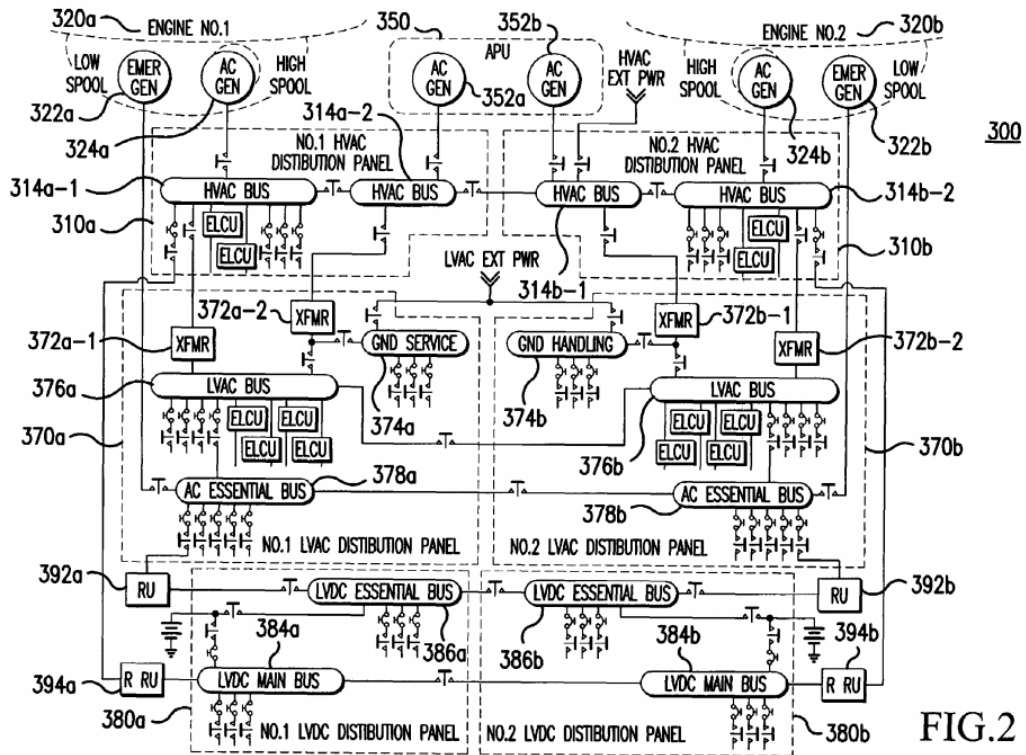 320a
ENGINE NO.1
350
352b
APU
ENGINE NO.2
320b
LOW SPOOL
EMER GEN
AC GEN
HIGH SPOOL
AC GEN
AC GEN
HVAC EXT PWR
HIGH SPOOL
AC GEN
EMER GEN
LOW SPOOL
322a
352a
324a
314a-2
324b
322b
300
NO.1 HVAC DISTIBUTION PANEL
NO.2 HVAC DISTIBUTION PANEL
314a-1
HVAC BUS
HVAC BUS
HVAC BUS
HVAC BUS
314b-2
310a
ELCU
ELCU
ELCU
ELCU
310b
LVAC EXT PWR
314b-1
372a-2
XFMR
XFMR
372b-1
372a-1
XFMR
GND SERVICE
GND HANDLING
XFMR
372b-2
376a
LVAC BUS
374a
374b
LVAC BUS
370a
ELCU
ELCU
ELCU
ELCU
376b
ELCU
ELCU
ELCU
ELCU
370b
378a
AC ESSENTIAL BUS
AC ESSENTIAL BUS
378b
NO.1 LVAC DISTIBUTION PANEL
NO.2 LVAC DISTIBUTION PANEL
392a
RU
LVDC ESSENTIAL BUS
LVDC ESSENTIAL BUS
RU
392b
384a
386a
386b
384b
394b
394a
R RU
LVDC MAIN BUS
LVDC MAIN BUS
R RU
380a
NO.1 LVDC DISTIBUTION PANEL
NO.2 LVDC DISTIBUTION PANEL
380b
FIG.2